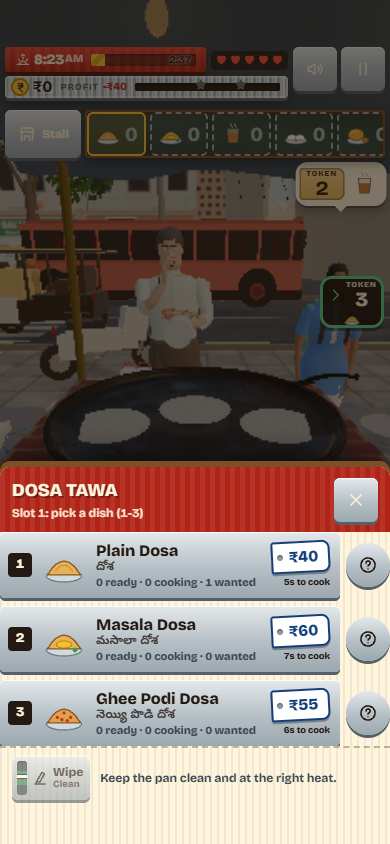 8:23AM
₹0 PROFIT -₹40
Stall
0
0
0
0
TOKEN
2
TOKEN
3
DOSA TAWA
Slot 1: pick a dish (1-3)
1
Plain Dosa
దోశ
0 ready · 0 cooking · 1 wanted
₹40
5s to cook
2
Masala Dosa
మసాలా దోశ
0 ready · 0 cooking · 1 wanted
₹60
7s to cook
3
Ghee Podi Dosa
నెయ్యి పొడి దోశ
0 ready · 0 cooking · 0 wanted
₹55
6s to cook
Wipe
Clean
Keep the pan clean and at the right heat.